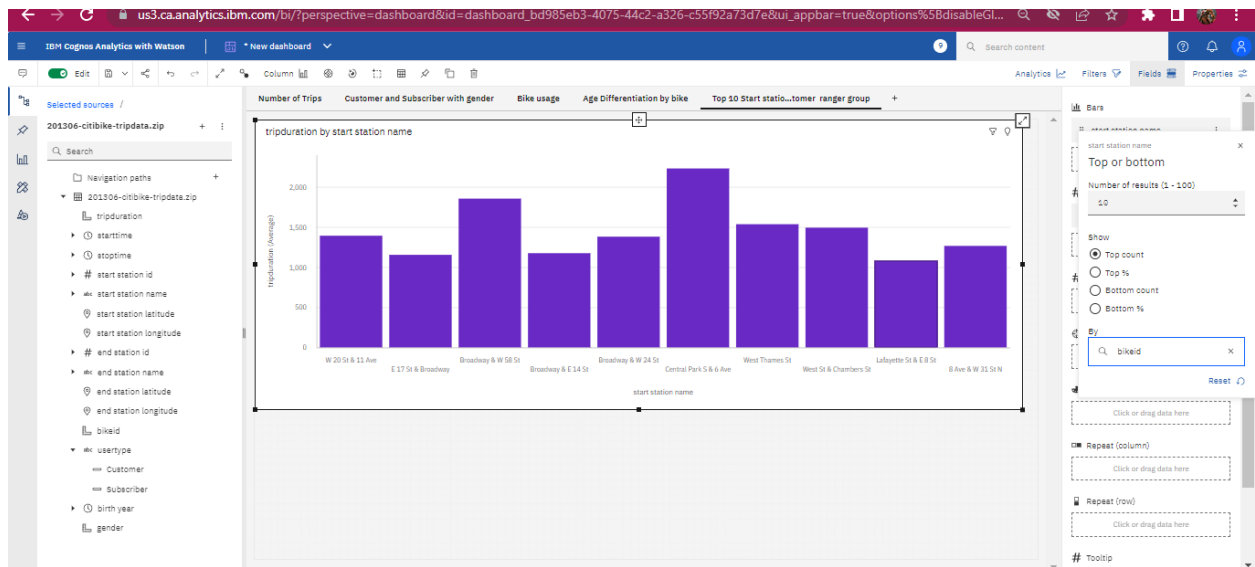 us3.ca.analytics.ibm.com/bi/?perspective=dashboard&id=dashboard_bd985eb3-4075-44c2-a326-c55f92a73d7e&ui_appbar=true&options%5BdisableGl...
IBM Cognos Analytics with Watson
* New dashboard
9
Search content
Edit
Column
Analytics
Filters
Fields
Properties
Selected sources /
201306-citibike-tripdata.zip
Search
Navigation paths
201306-citibike-tripdata.zip
tripduration
starttime
stoptime
# start station id
abc start station name
start station latitude
start station longitude
# end station id
abc end station name
end station latitude
end station longitude
bikeid
abc usertype
Customer
Subscriber
birth year
gender
Number of Trips
Customer and Subscriber with gender
Bike usage
Age Differentiation by bike
Top 10 Start statio...tomer ranger group
tripduration by start station name
tripduration (Average)
2,000
1,500
1,000
500
0
W 20 St & 11 Ave
E 17 St & Broadway
Broadway & W 58 St
Broadway & E 14 St
Broadway & W 24 St
Central Park S & 6 Ave
West Thames St
West St & Chambers St
Lafayette St & E 8 St
8 Ave & W 31 St N
start station name
Bars
start station name
start station name
Top or bottom
Number of results (1 - 100)
10
Show
Top count
Top %
Bottom count
Bottom %
By
bikeid
Reset
Click or drag data here
Repeat (column)
Click or drag data here
Repeat (row)
Click or drag data here
# Tooltip